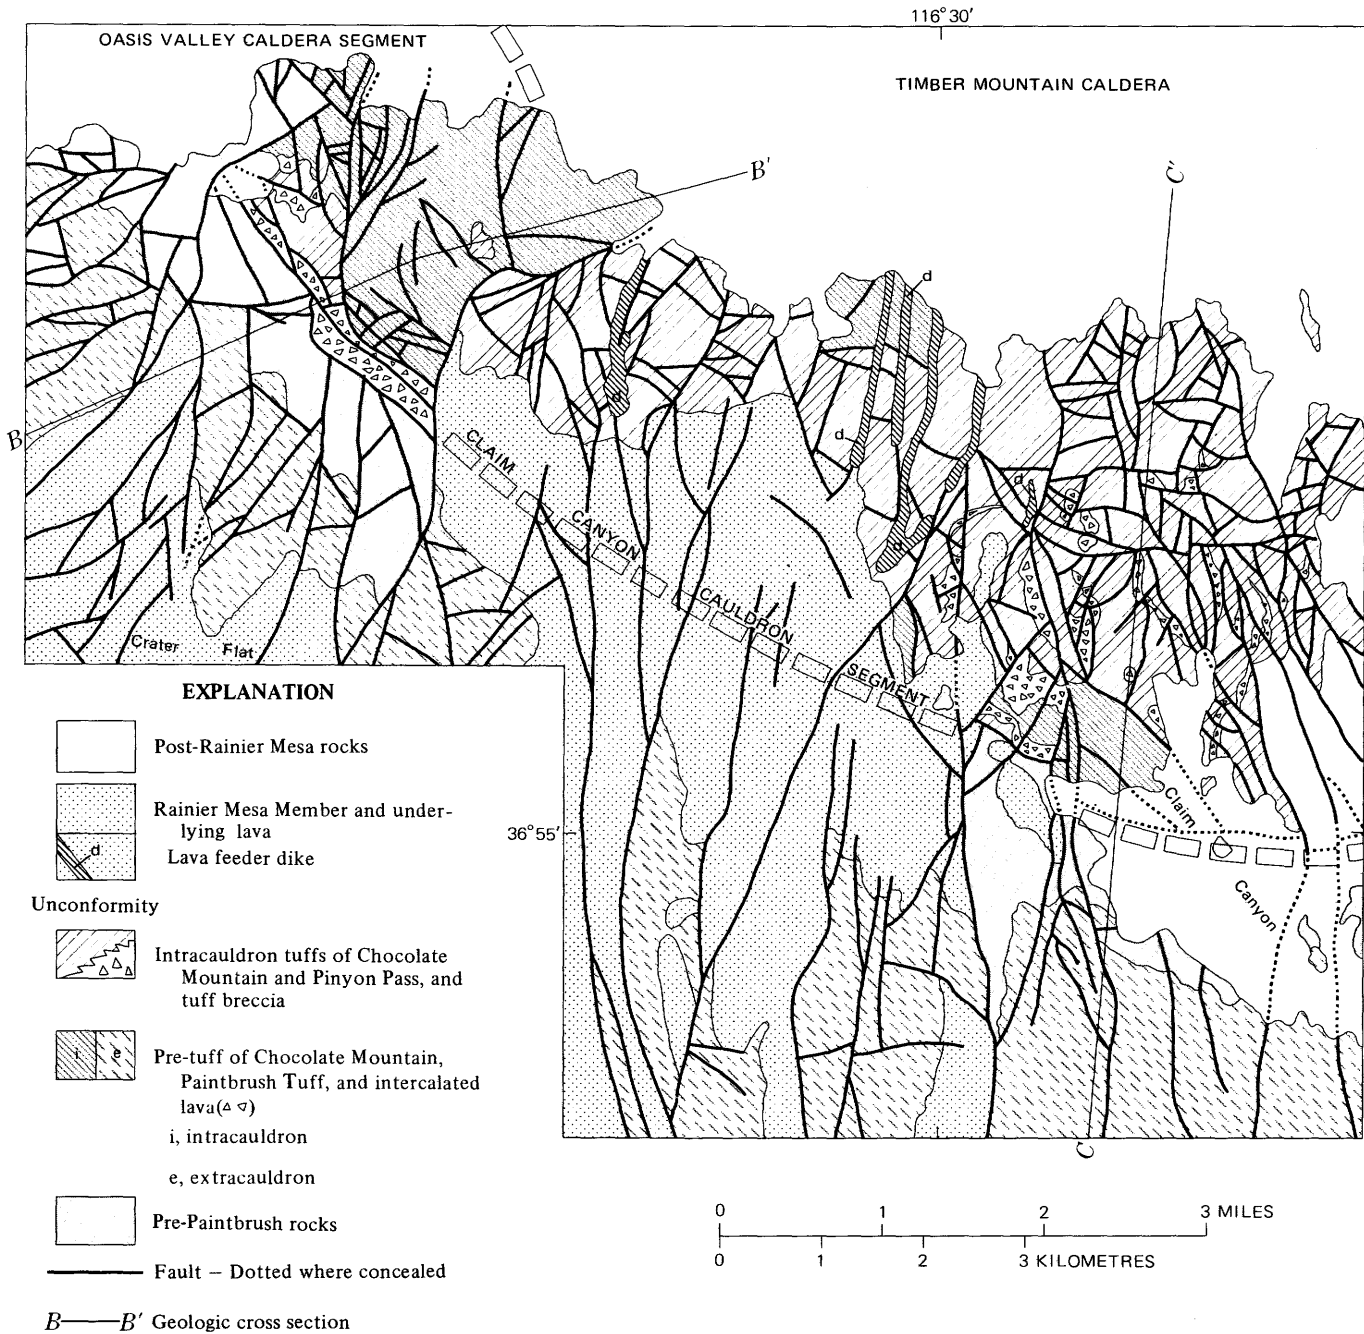 116° 30′
OASIS VALLEY CALDERA SEGMENT
TIMBER MOUNTAIN CALDERA
B′
C′
d
B
d
CLAIM
CANYON
CAULDRON
SEGMENT
d
Crater Flat
Claim
Canyon
36° 55′
C
EXPLANATION
Post-Rainier Mesa rocks
Rainier Mesa Member and under-
lying lava
d
Lava feeder dike
Unconformity
Intracauldron tuffs of Chocolate
Mountain and Pinyon Pass, and
tuff breccia
i e
Pre-tuff of Chocolate Mountain,
Paintbrush Tuff, and intercalated
lava(▵ ▿)
i, intracauldron
e, extracauldron
Pre-Paintbrush rocks
Fault – Dotted where concealed
B B′ Geologic cross section
0 1 2 3 MILES
0 1 2 3 KILOMETRES